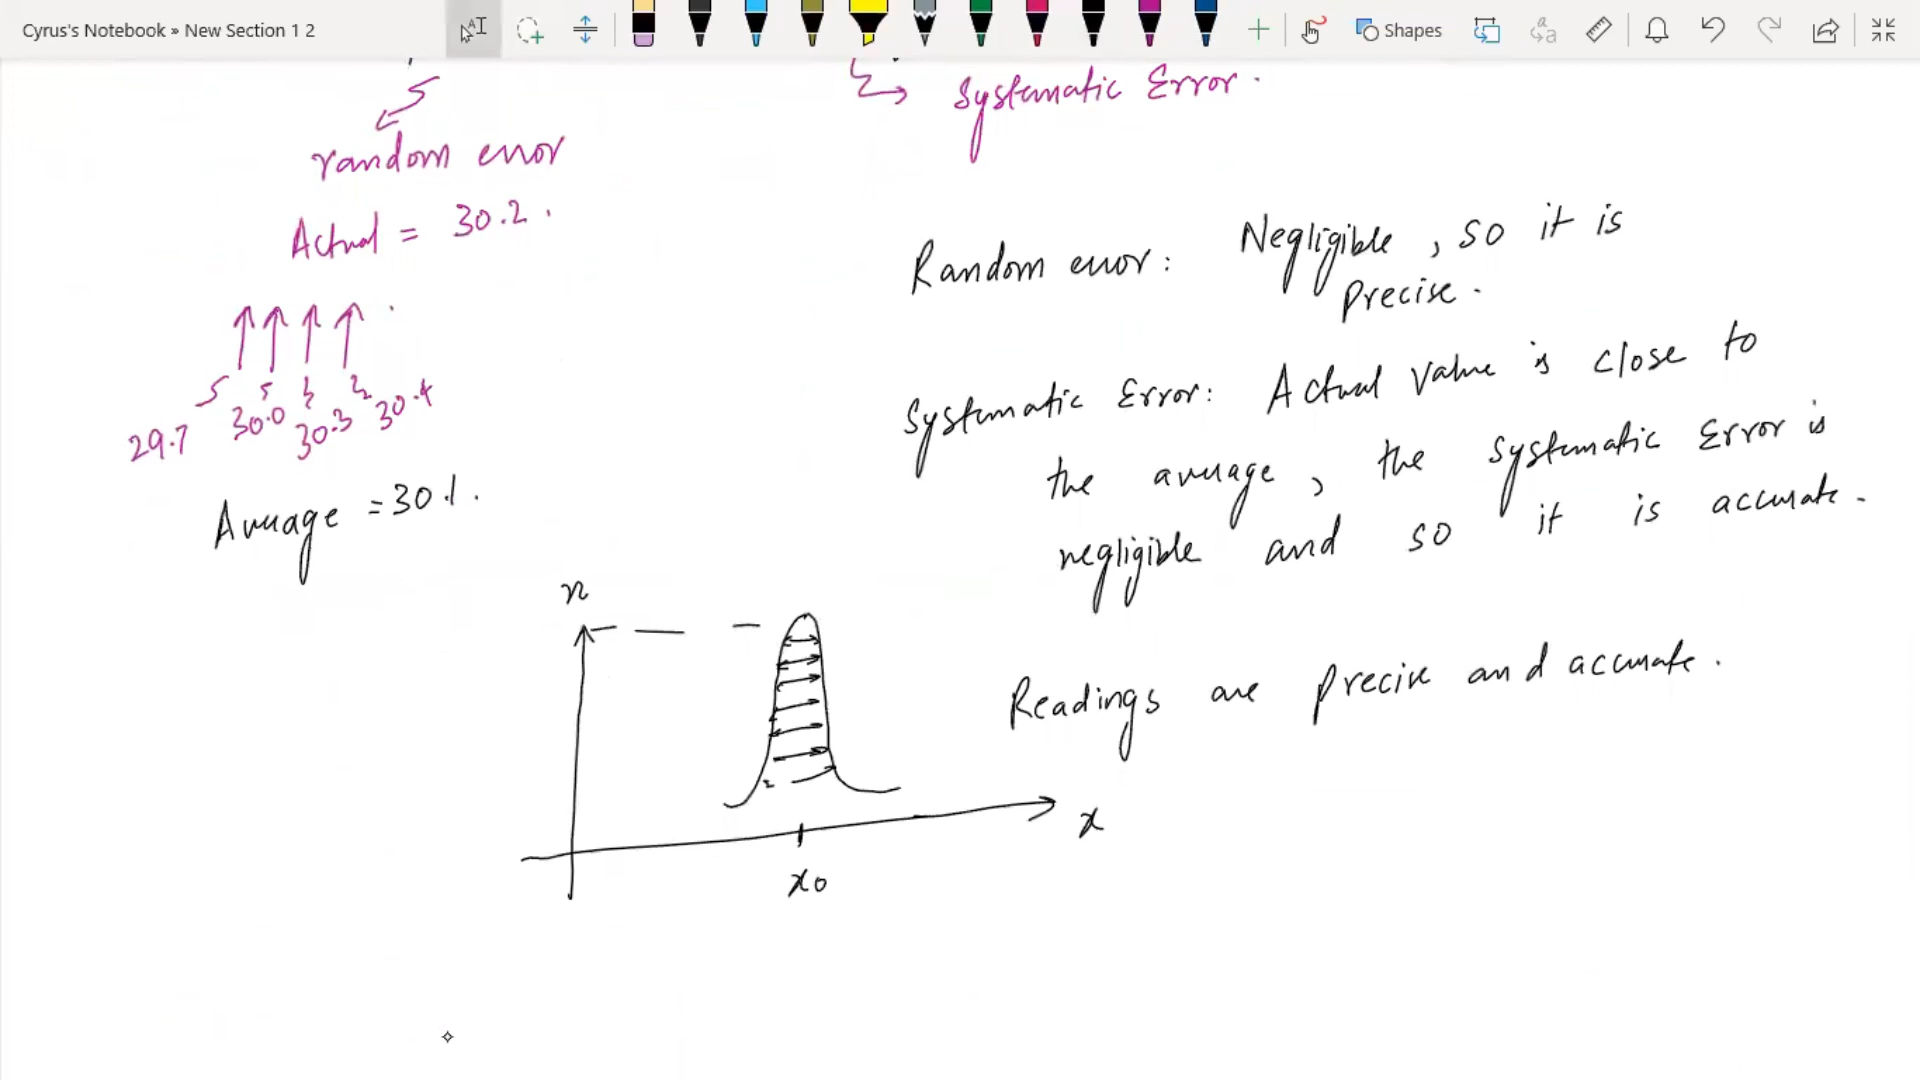 Cyrus's Notebook » New Section 1 2
Shapes
Systematic Error.
random error
Actual = 30.2.
29.7 30.0 30.3 30.4
Average = 30.1.
Random error: Negligible, so it is
precise.
Systematic Error: Actual value is close to
the average, the systematic Error is
negligible and so it is accurate.
n
Readings are precise and accurate.
x
x0